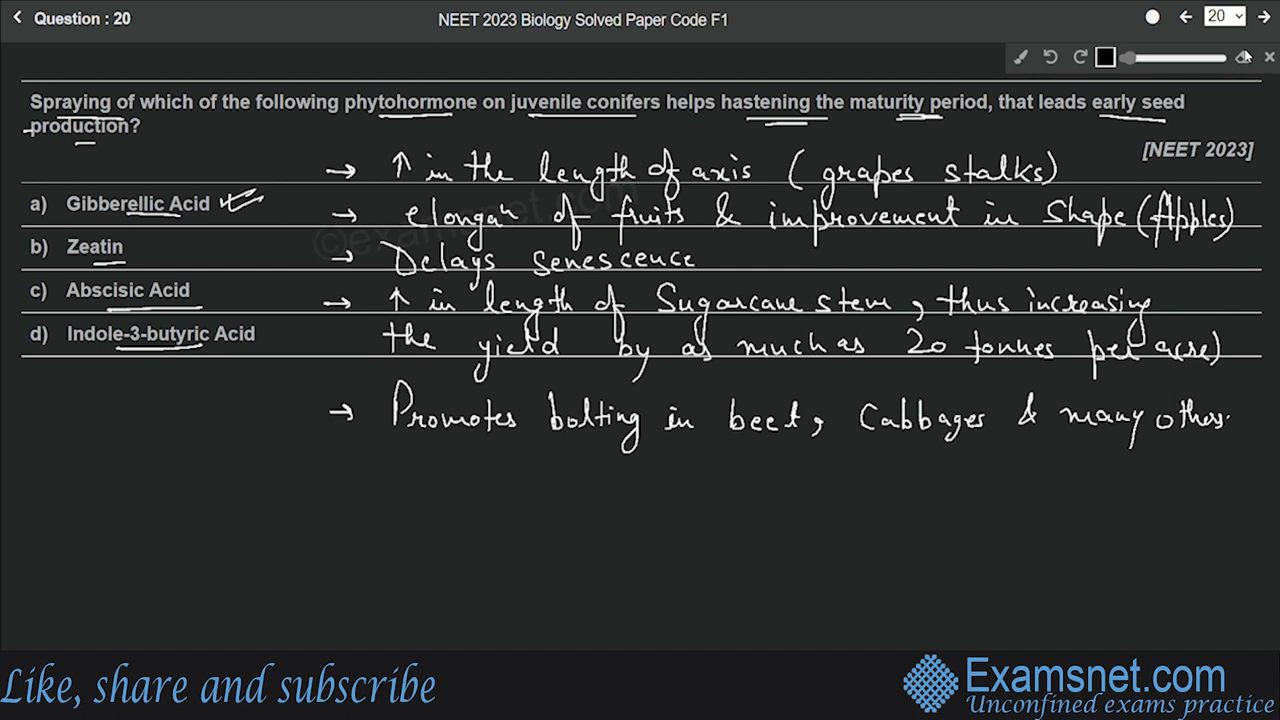 Question : 20
NEET 2023 Biology Solved Paper Code F1
20
Spraying of which of the following phytohormone on juvenile conifers helps hastening the maturity period, that leads early seed
production?
[NEET 2023]
→ ↑ in the length of axis ( grapes stalks)
a) Gibberellic Acid
→ elongaⁿ of fruits & improvement in shape (Apples)
©examsnet.com
b) Zeatin
→ Delays senescence
c) Abscisic Acid
→ ↑ in length of Sugarcane stem, thus increasing
d) Indole-3-butyric Acid
the yield by as much as 20 tonnes per acre)
→ Promotes bolting in beet, Cabbages & many others.
Like, share and subscribe
Examsnet.com
Unconfined exams practice